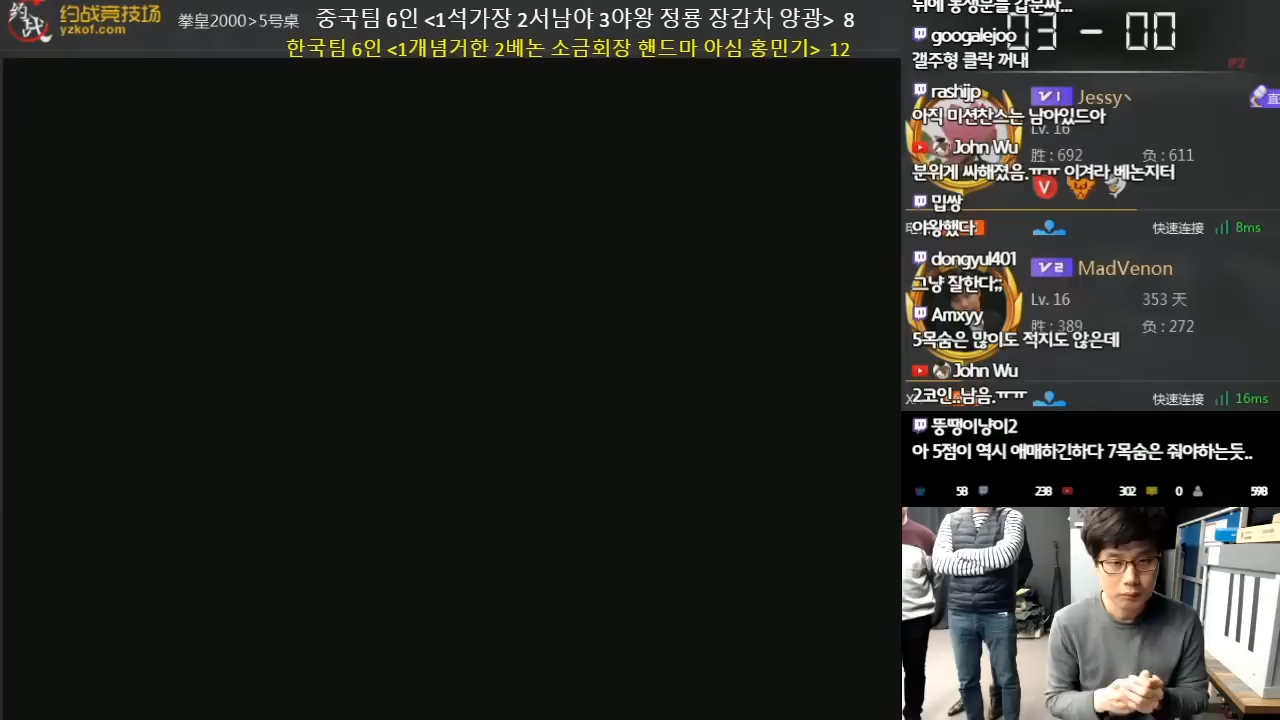 约战
约战竞技场
yzkof.com
拳皇2000>5号桌
중국팀 6인 <1석가장 2서남야 3야왕 정룡 장갑차 양광> 8
한국팀 6인 <1개념거한 2베논 소금회장 핸드마 아심 홍민기> 12
03 - 00
P2
googalejoo
갤주형 클락 꺼내
rashijp
아직 미션찬스는 남아있드아
John Wu
분위게 싸해졌음.ㅠㅠ 이겨라 베논지터
밉쌍
야왕했다
dongyul401
그냥 잘한다;;
Amxyy
5목숨은 많이도 적지도 않은데
John Wu
2코인..남음.ㅠㅠ
뚱땡이냥이2
아 5점이 역시 애매하긴하다 7목숨은 줘야하는듯..
V1 Jessy丶
Lv. 16
胜 : 692 负 : 611
V
快速连接 8ms
V2 MadVenon
Lv. 16 353 天
胜 : 389 负 : 272
快速连接 16ms
58 238 302 0 598